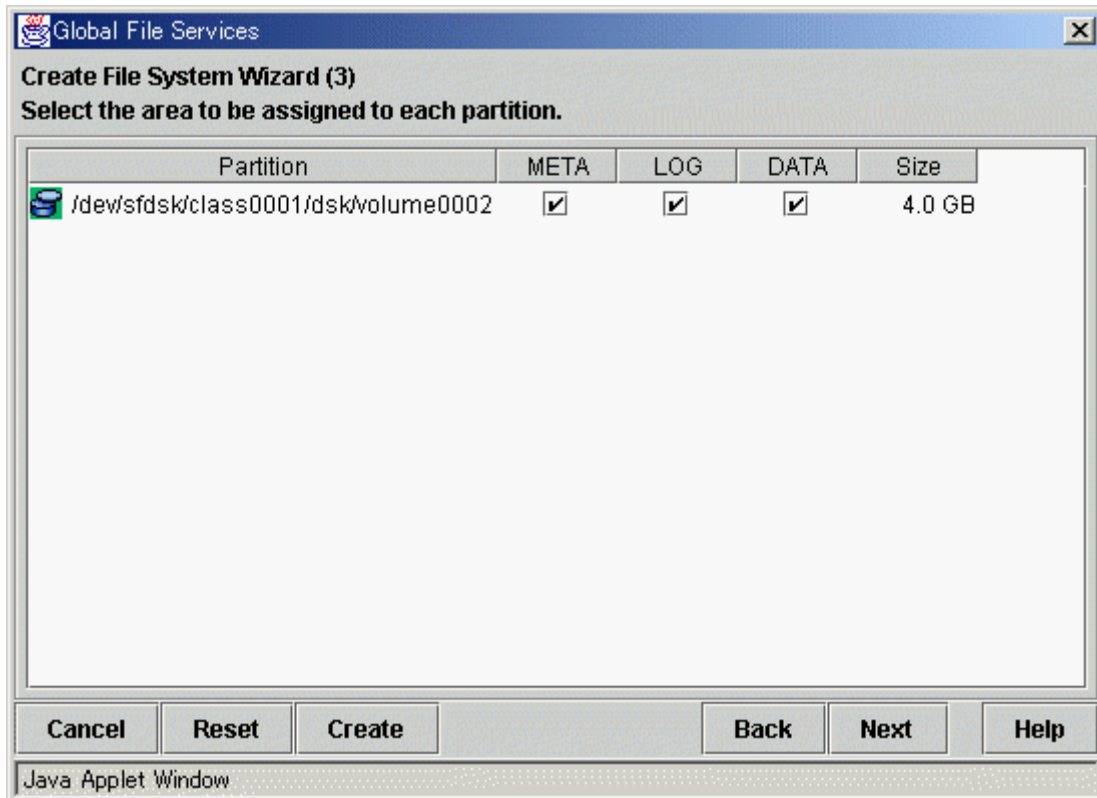 Global File Services
Create File System Wizard (3)
Select the area to be assigned to each partition.
Partition META LOG DATA Size
/dev/sfdsk/class0001/dsk/volume0002 4.0 GB
Cancel Reset Create Back Next Help
Java Applet Window